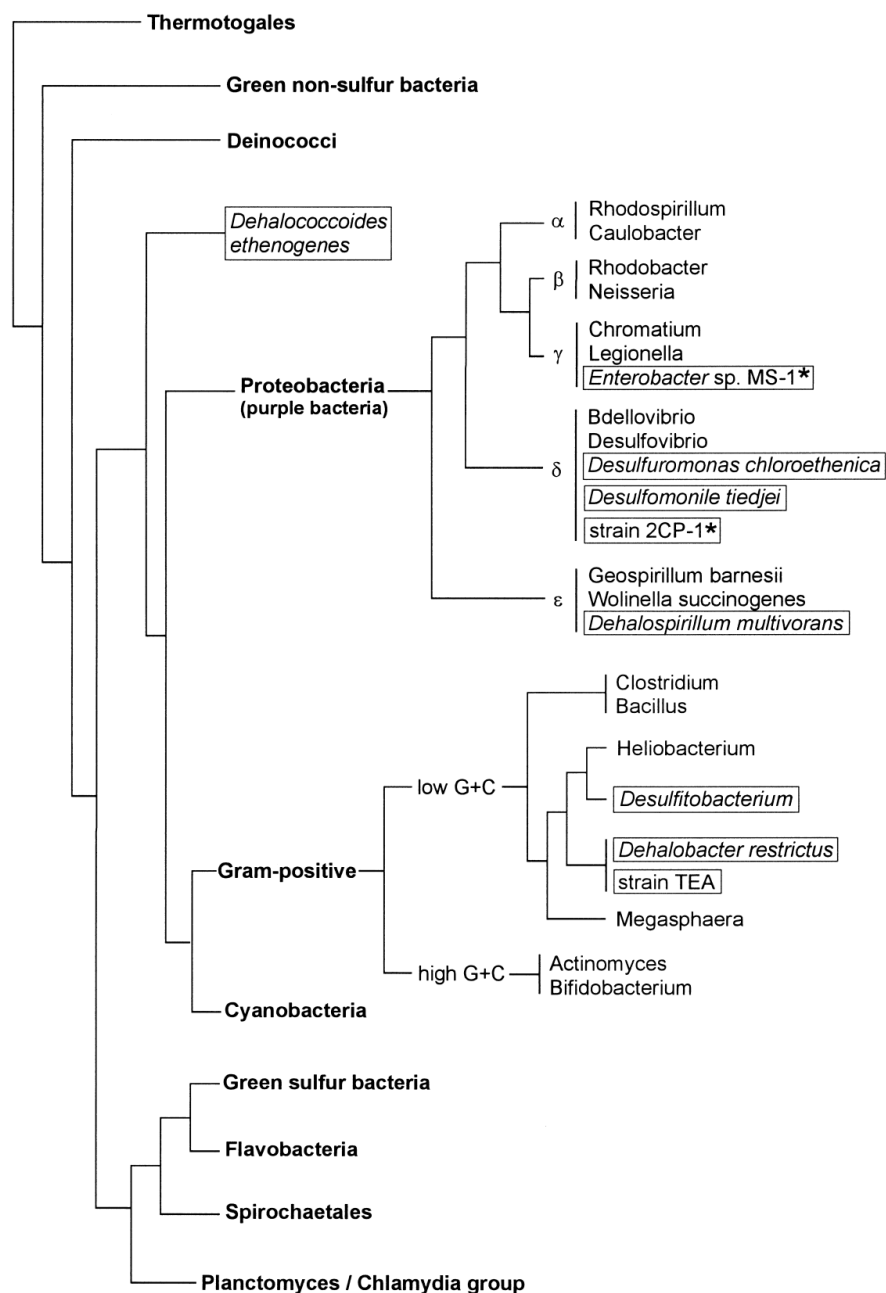 Thermotogales
Green non-sulfur bacteria
Deinococci
Dehalococcoides
ethenogenes
Proteobacteria
(purple bacteria)
α
Rhodospirillum
Caulobacter
β
Rhodobacter
Neisseria
γ
Chromatium
Legionella
Enterobacter sp. MS-1*
δ
Bdellovibrio
Desulfovibrio
Desulfuromonas chloroethenica
Desulfomonile tiedjei
strain 2CP-1*
ε
Geospirillum barnesii
Wolinella succinogenes
Dehalospirillum multivorans
Gram-positive
low G+C
Clostridium
Bacillus
Heliobacterium
Desulfitobacterium
Dehalobacter restrictus
strain TEA
Megasphaera
high G+C
Actinomyces
Bifidobacterium
Cyanobacteria
Green sulfur bacteria
Flavobacteria
Spirochaetales
Planctomyces / Chlamydia group